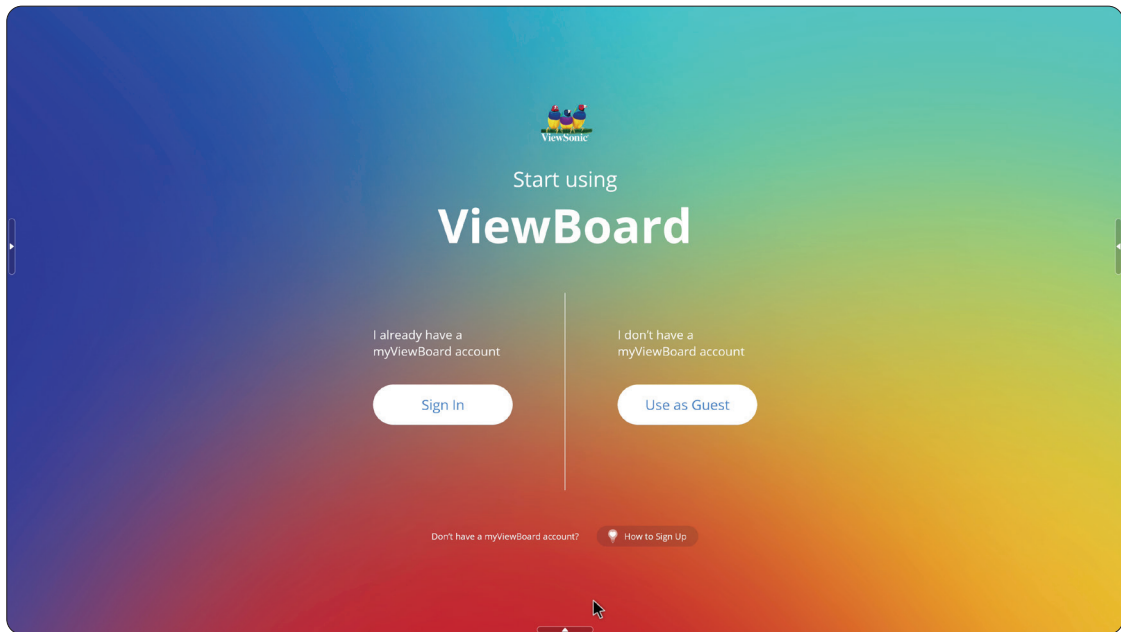 ViewSonic
Start using
ViewBoard
I already have a
myViewBoard account
Sign In
I don't have a
myViewBoard account
Use as Guest
Don't have a myViewBoard account?
How to Sign Up